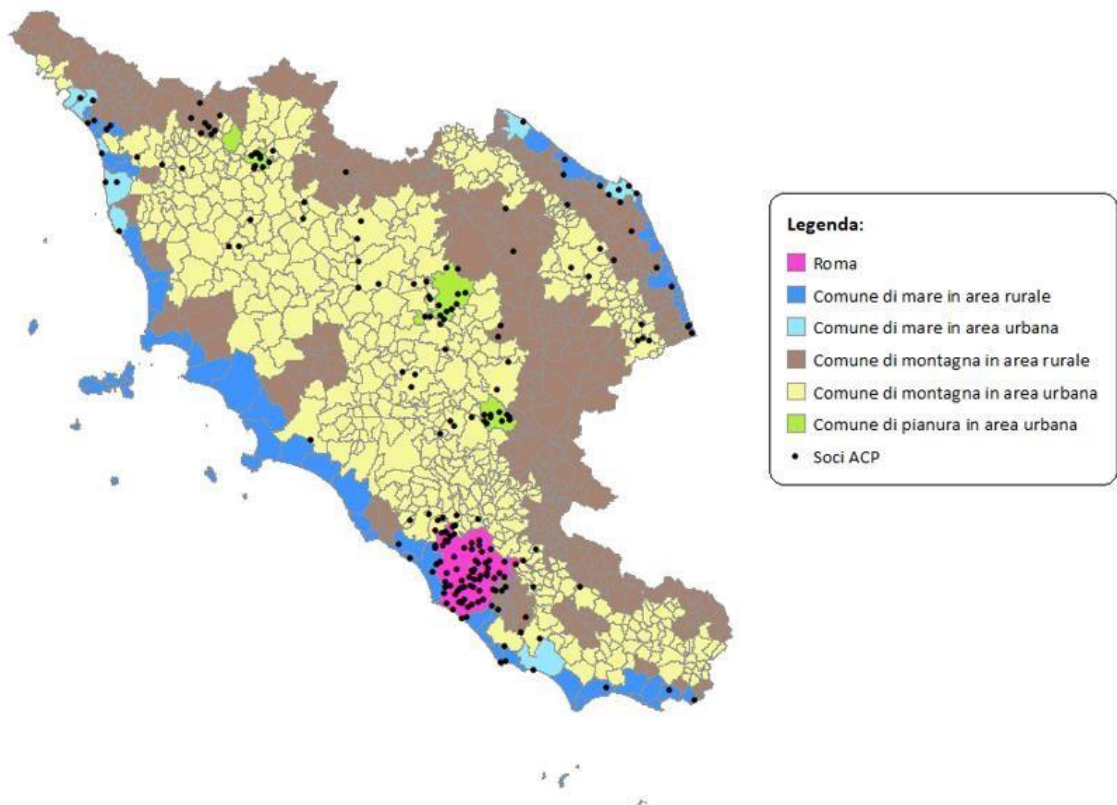 Legenda:
Roma
Comune di mare in area rurale
Comune di mare in area urbana
Comune di montagna in area rurale
Comune di montagna in area urbana
Comune di pianura in area urbana
Soci ACP